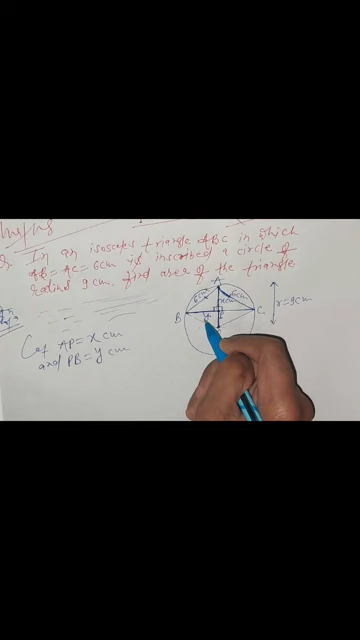 In an isosceles triangle ABC in which
AB = AC = 6cm is inscribed a circle of
radius 9cm. find area of the triangle
A
6cm
x cm
6cm
B
C
r = 9cm
Let AP = x cm
and PB = y cm